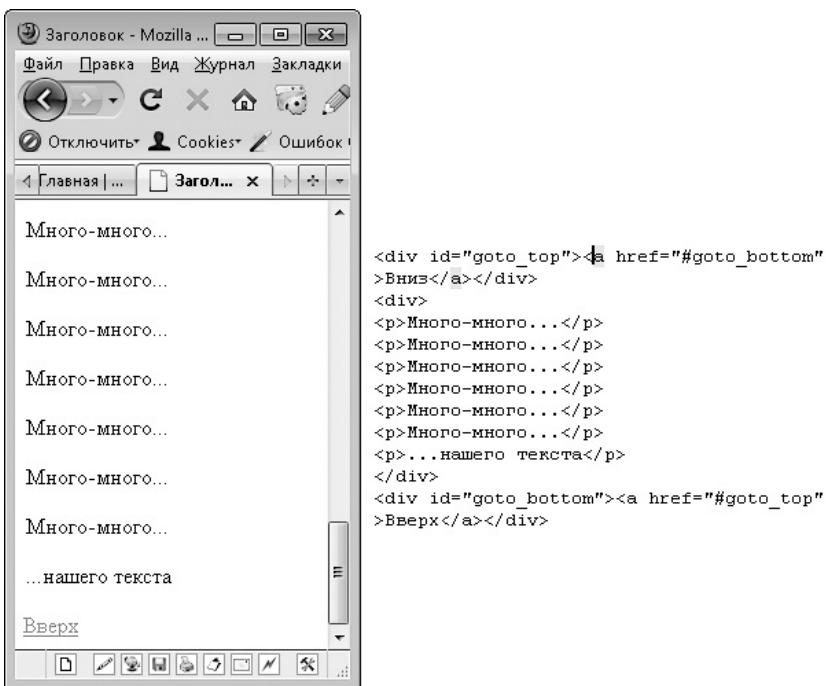 Заголовок - Mozilla ...
Файл Правка Вид Журнал Закладки
Отключить Cookies Ошибок
Главная | ... Загол...
Много-много...
Много-много...
Много-много...
Много-много...
Много-много...
Много-много...
Много-много...
...нашего текста
Вверх
<div id="goto_top"><a href="#goto_bottom"
>Вниз</a></div>
<div>
<p>Много-много...</p>
<p>Много-много...</p>
<p>Много-много...</p>
<p>Много-много...</p>
<p>Много-много...</p>
<p>Много-много...</p>
<p>...нашего текста</p>
</div>
<div id="goto_bottom"><a href="#goto_top"
>Вверх</a></div>